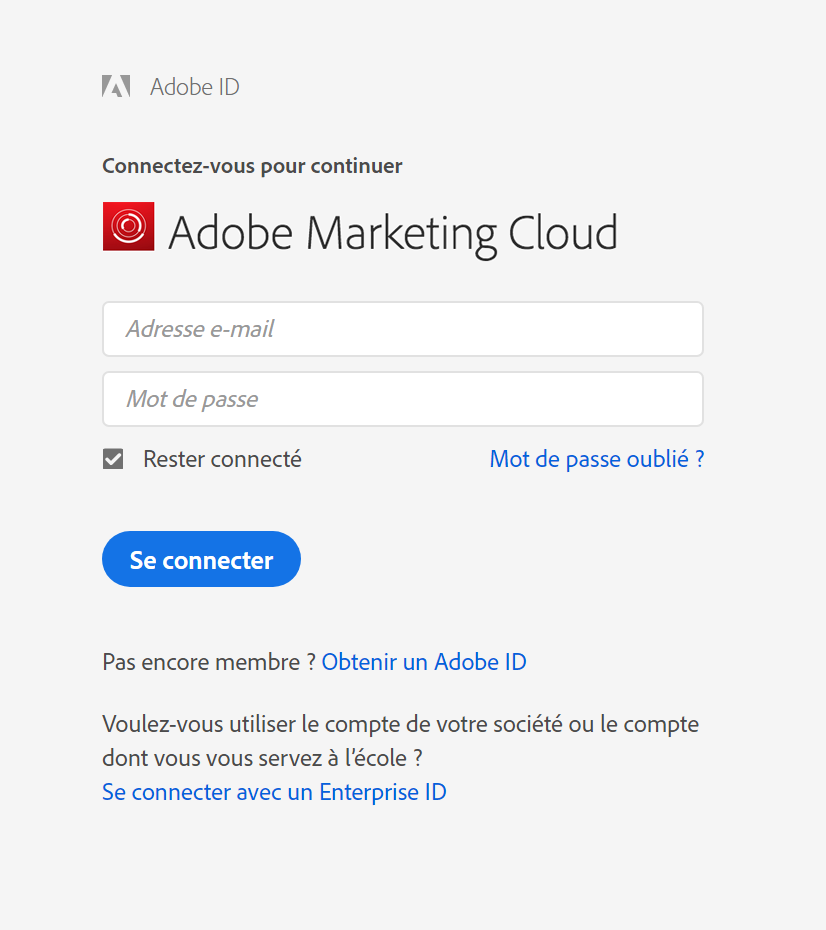 Adobe ID
Connectez-vous pour continuer
Adobe Marketing Cloud
Adresse e-mail
Mot de passe
Rester connecté
Mot de passe oublié ?
Se connecter
Pas encore membre ? Obtenir un Adobe ID
Voulez-vous utiliser le compte de votre société ou le compte
dont vous vous servez à l’école ?
Se connecter avec un Enterprise ID